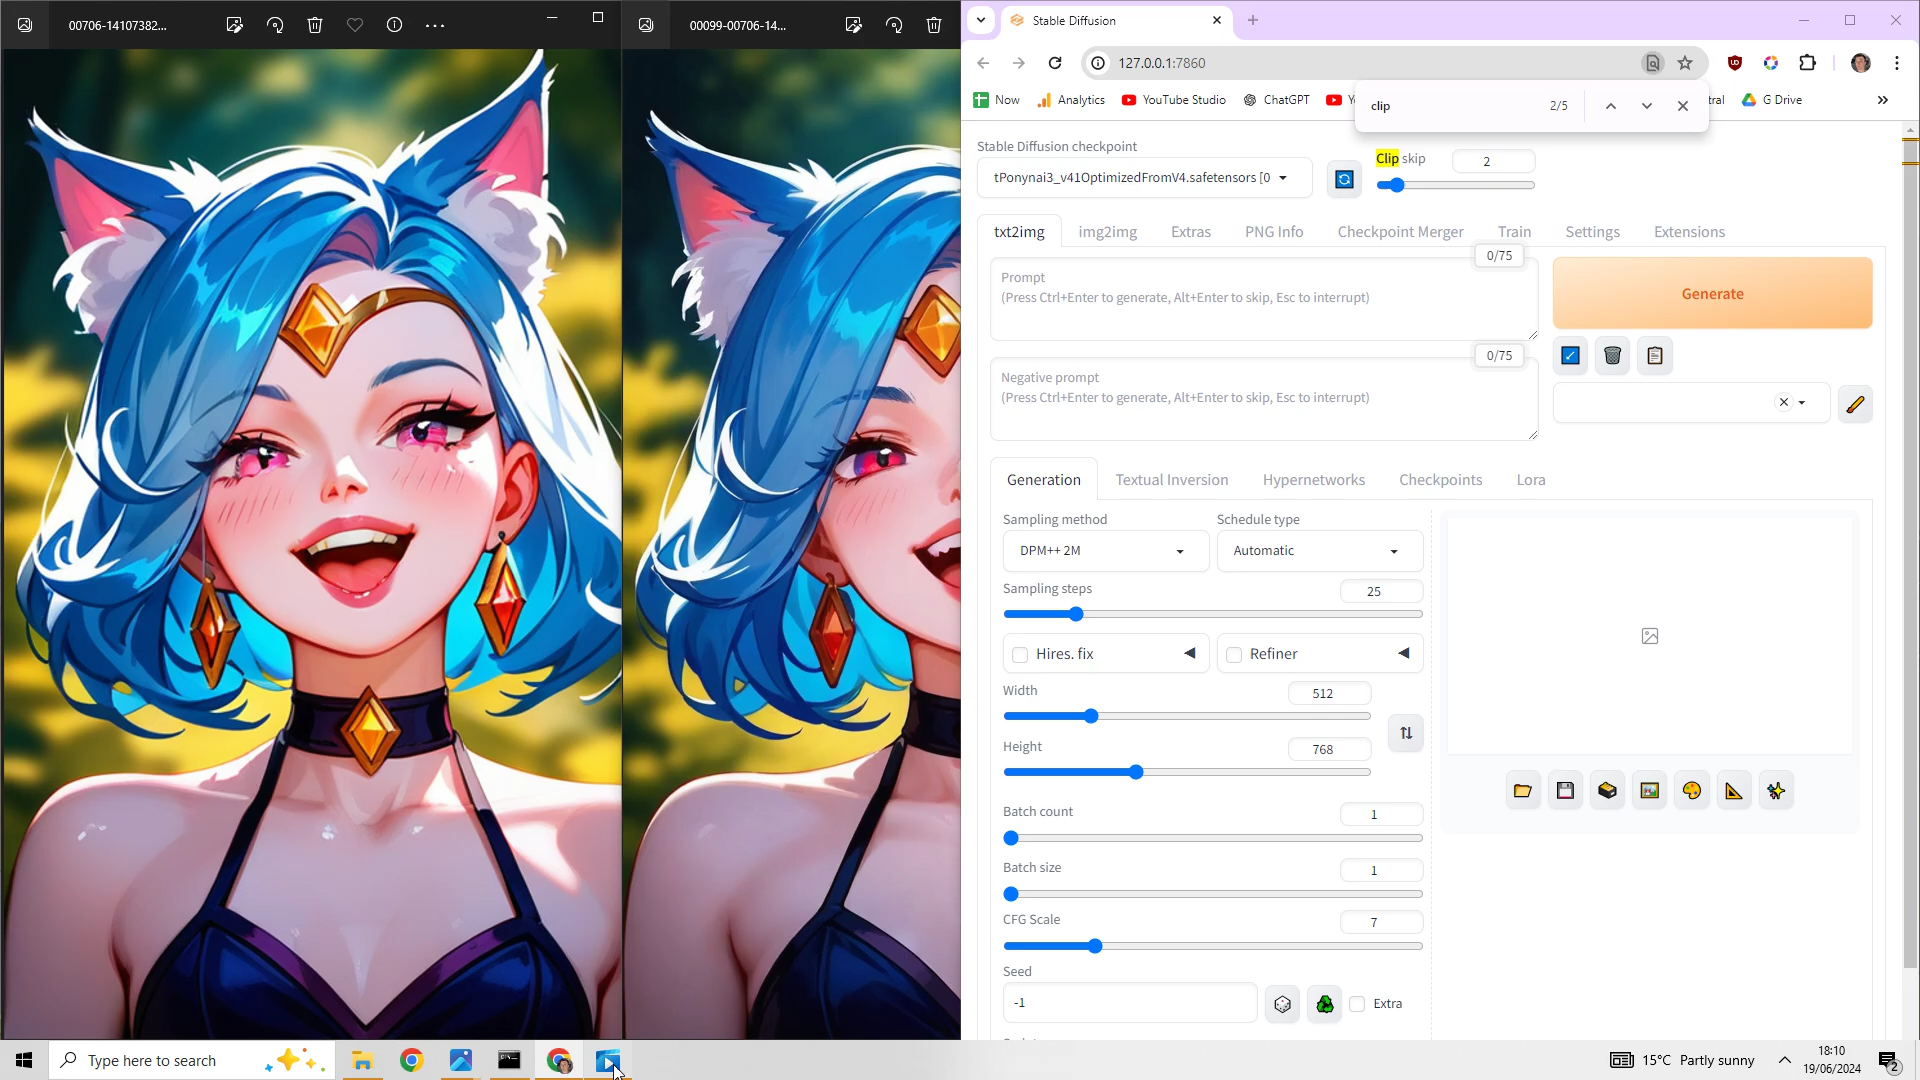 00706-14107382...
00099-00706-14...
Stable Diffusion
127.0.0.1:7860
Now
Analytics
YouTube Studio
ChatGPT
G Drive
clip
2/5
Stable Diffusion checkpoint
tPonynai3_v41OptimizedFromV4.safetensors [0
Clip skip
2
txt2img
img2img
Extras
PNG Info
Checkpoint Merger
Train
Settings
Extensions
0/75
Prompt
(Press Ctrl+Enter to generate, Alt+Enter to skip, Esc to interrupt)
Generate
0/75
Negative prompt
(Press Ctrl+Enter to generate, Alt+Enter to skip, Esc to interrupt)
Generation
Textual Inversion
Hypernetworks
Checkpoints
Lora
Sampling method
Schedule type
DPM++ 2M
Automatic
Sampling steps
25
Hires. fix
Refiner
Width
512
Height
768
Batch count
1
Batch size
1
CFG Scale
7
Seed
-1
Extra
Type here to search
15°C Partly sunny
18:10
19/06/2024
2